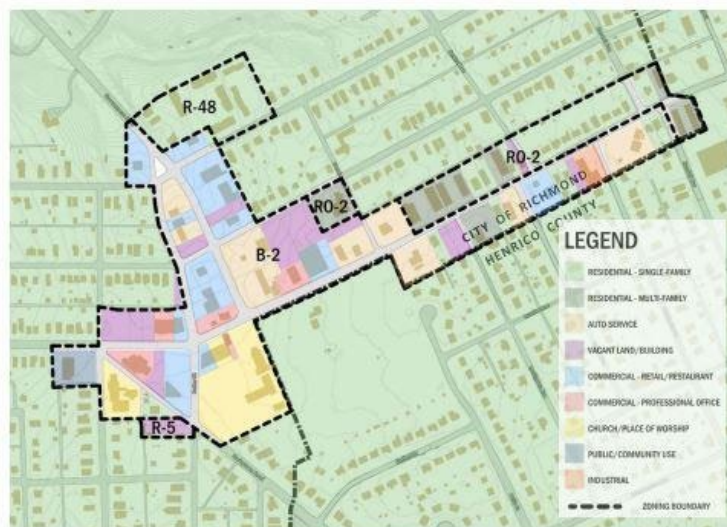 R-48
RO-2
RO-2
B-2
CITY OF RICHMOND
HENRICO COUNTY
R-5
LEGEND
RESIDENTIAL - SINGLE-FAMILY
RESIDENTIAL - MULTI-FAMILY
AUTO SERVICE
VACANT LAND/BUILDING
COMMERCIAL - RETAIL/RESTAURANT
COMMERCIAL - PROFESSIONAL OFFICE
CHURCH/PLACE OF WORSHIP
PUBLIC/COMMUNITY USE
INDUSTRIAL
ZONING BOUNDARY